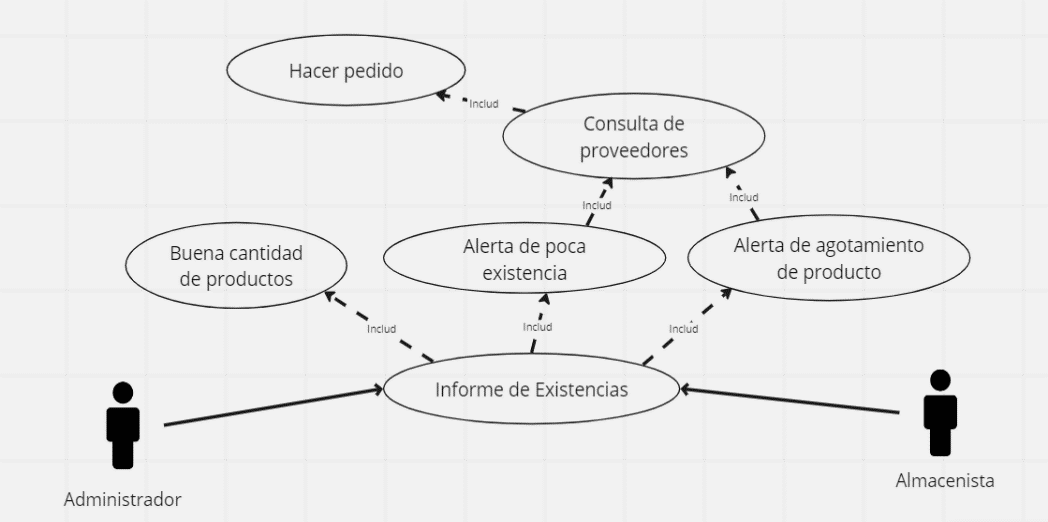 Hacer pedido
Includ
Consulta de
proveedores
Includ
Includ
Buena cantidad
de productos
Alerta de poca
existencia
Alerta de agotamiento
de producto
Includ
Includ
Includ
Informe de Existencias
Administrador
Almacenista